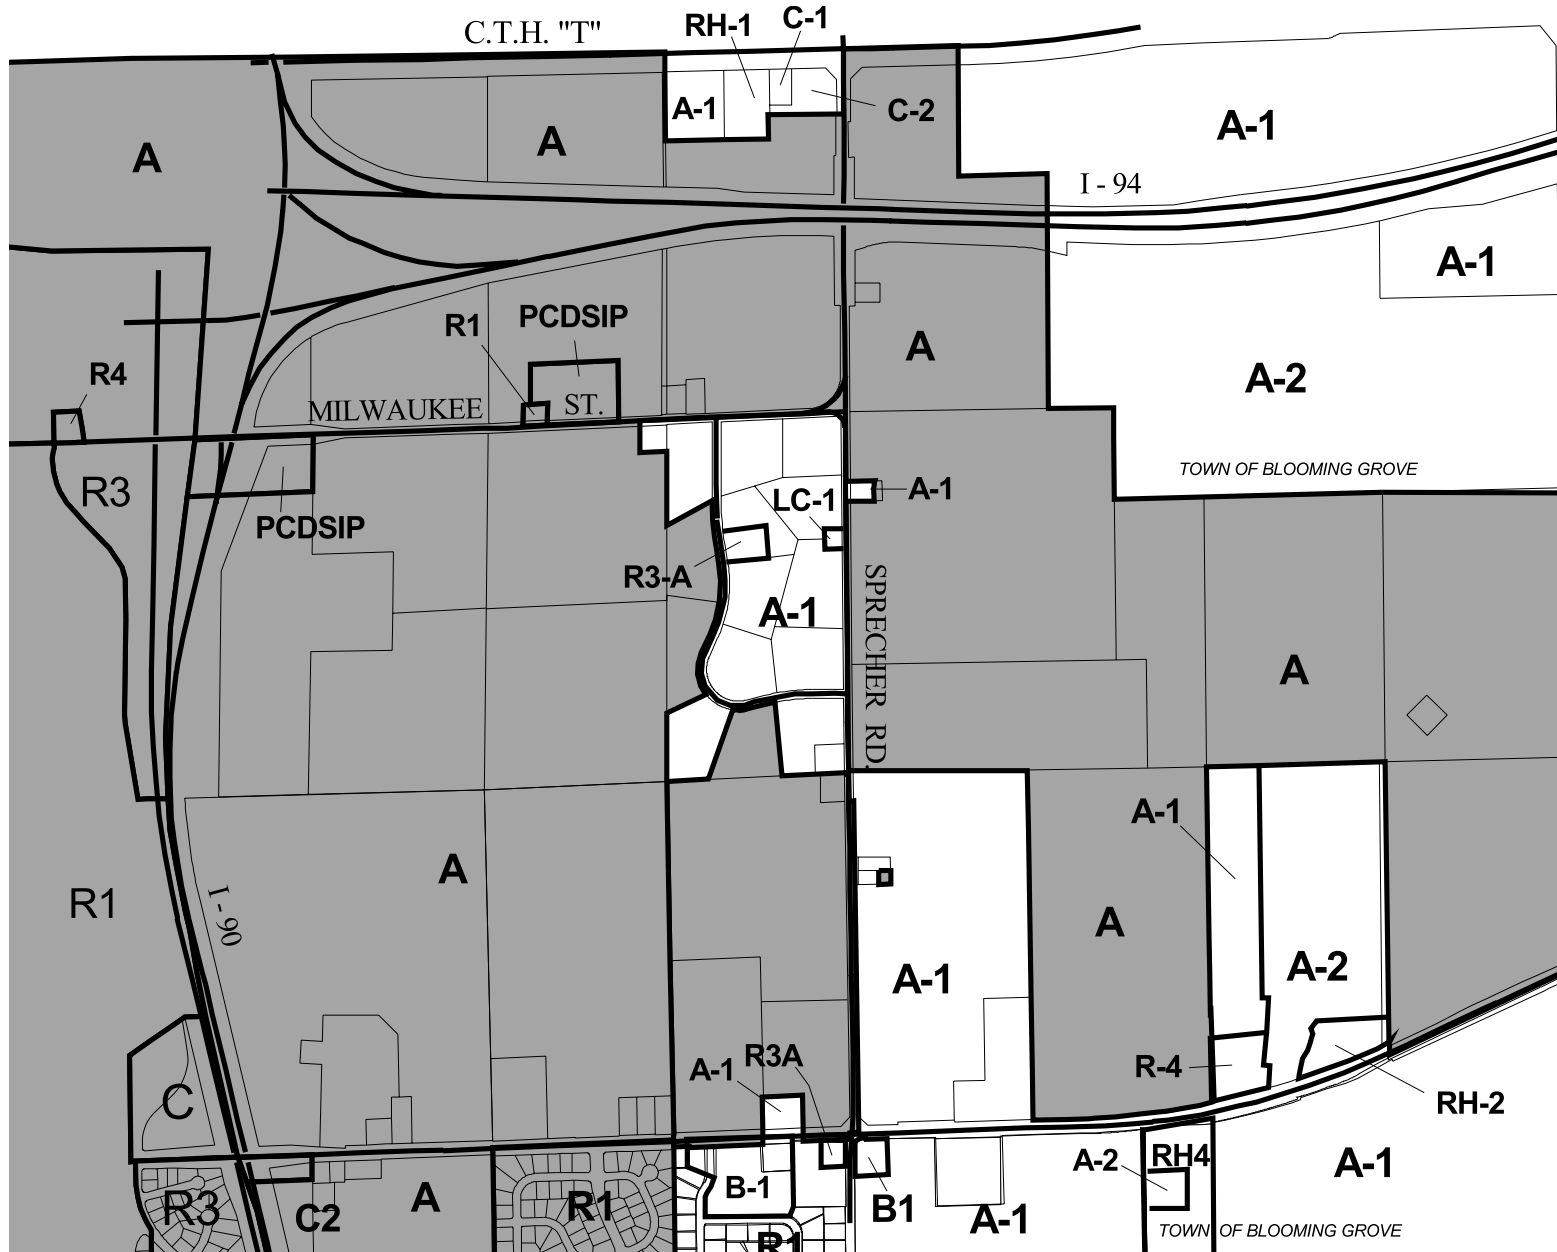 C.T.H. "T"
RH-1
C-1
A-1
C-2
A
A
A-1
I - 94
A-1
R1
PCDSIP
A
R4
A-2
MILWAUKEE
ST.
R3
PCDSIP
TOWN OF BLOOMING GROVE
LC-1
A-1
R3-A
A-1
SPRECHER RD.
A
A-1
A
R1
I - 90
A
A-1
A-2
A-1
R3A
R-4
RH-2
C
A-2
RH4
A-1
R3
C2
A
R1
B-1
B1
A-1
TOWN OF BLOOMING GROVE
R1